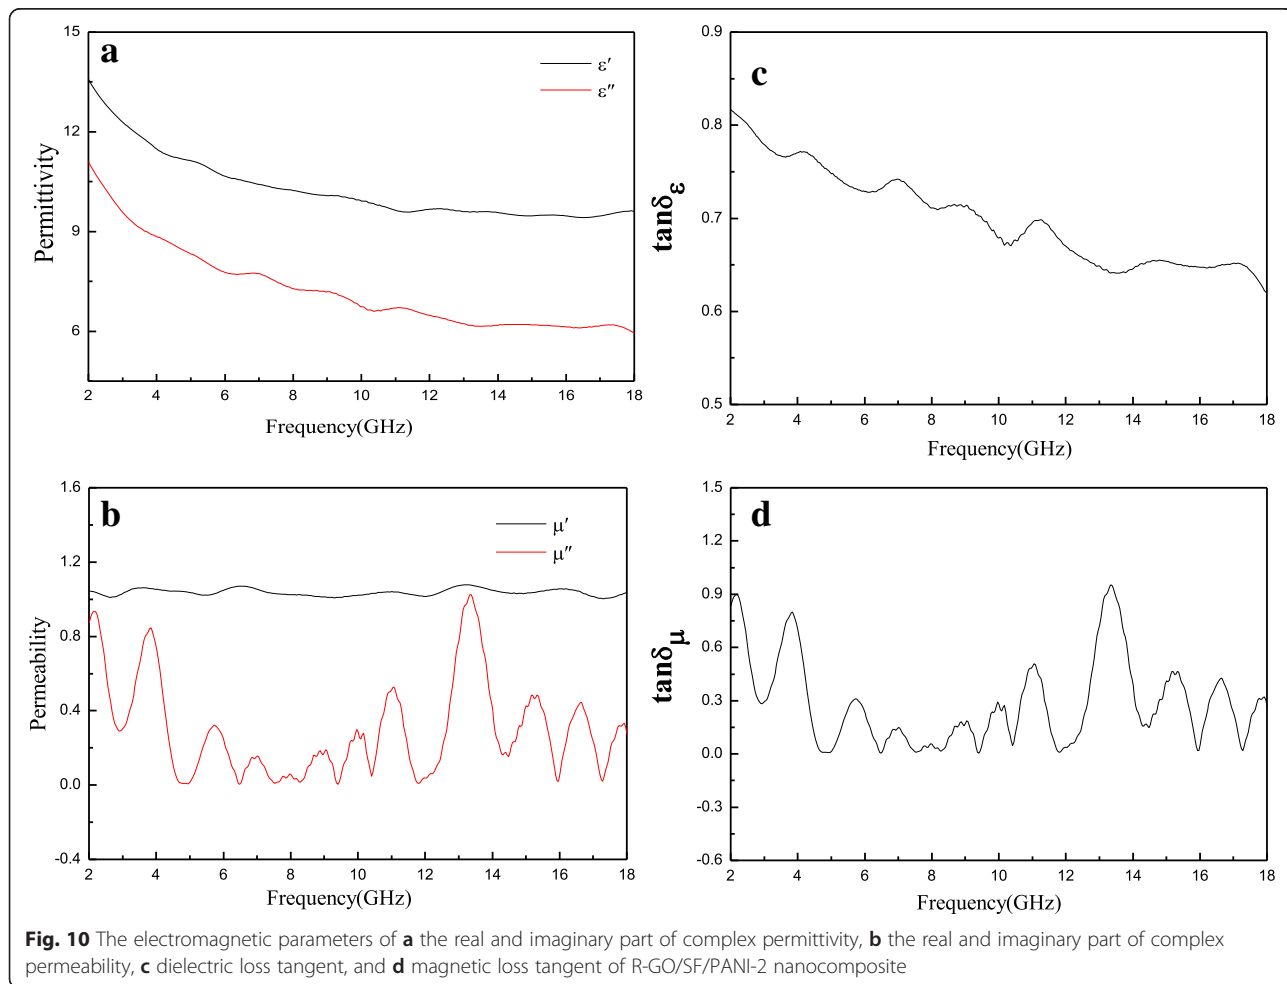 a
15
12
9
6
Permittivity
ε′
ε″
2 4 6 8 10 12 14 16 18
Frequency(GHz)
c
0.9
0.8
0.7
0.6
0.5
tanδε
2 4 6 8 10 12 14 16 18
Frequency(GHz)
b
1.6
1.2
0.8
0.4
0.0
-0.4
Permeability
μ′
μ″
2 4 6 8 10 12 14 16 18
Frequency(GHz)
d
1.5
1.2
0.9
0.6
0.3
0.0
-0.3
-0.6
tanδμ
2 4 6 8 10 12 14 16 18
Frequency(GHz)
Fig. 10 The electromagnetic parameters of a the real and imaginary part of complex permittivity, b the real and imaginary part of complex
permeability, c dielectric loss tangent, and d magnetic loss tangent of R-GO/SF/PANI-2 nanocomposite